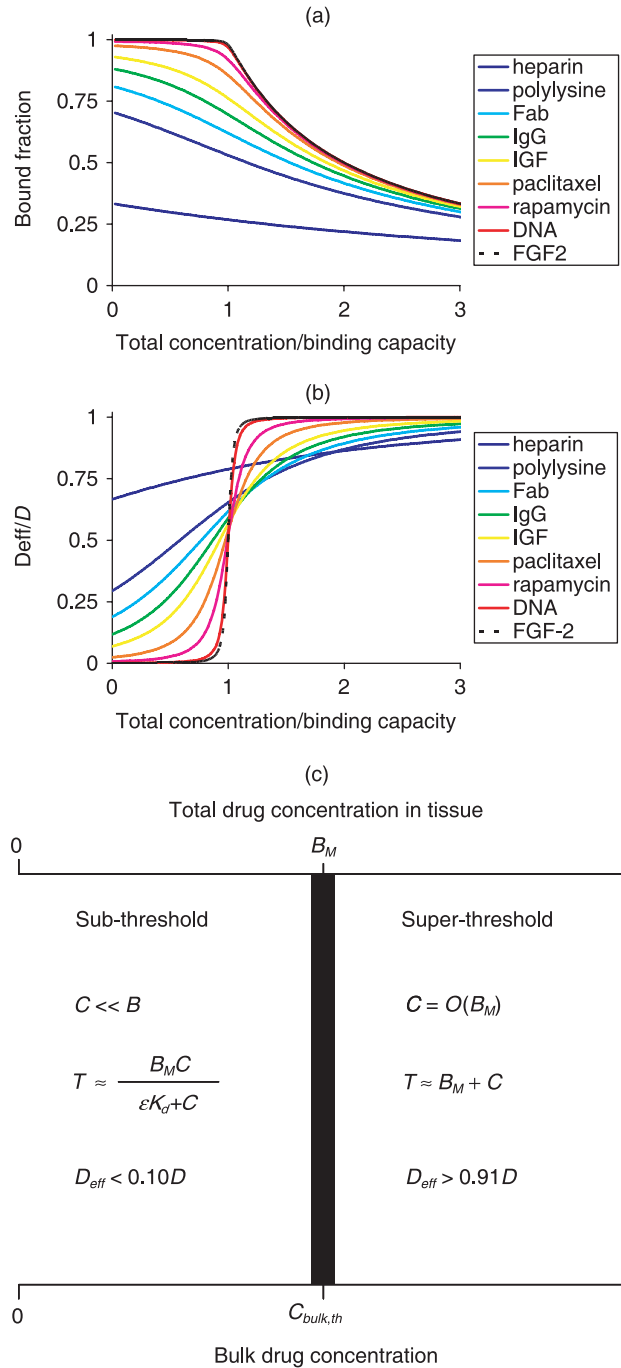 (a)
1
0.75
0.5
0.25
0
Bound fraction
0 1 2 3
Total concentration/binding capacity
heparin
polylysine
Fab
IgG
IGF
paclitaxel
rapamycin
DNA
FGF2
(b)
1
0.75
0.5
0.25
0
Deff/D
0 1 2 3
Total concentration/binding capacity
heparin
polylysine
Fab
IgG
IGF
paclitaxel
rapamycin
DNA
FGF-2
(c)
Total drug concentration in tissue
0 B_M
Sub-threshold Super-threshold
C << B C = O(B_M)
T ≈ B_M C / εK_d+C T ≈ B_M + C
D_eff < 0.10D D_eff > 0.91D
0 C_bulk,th
Bulk drug concentration